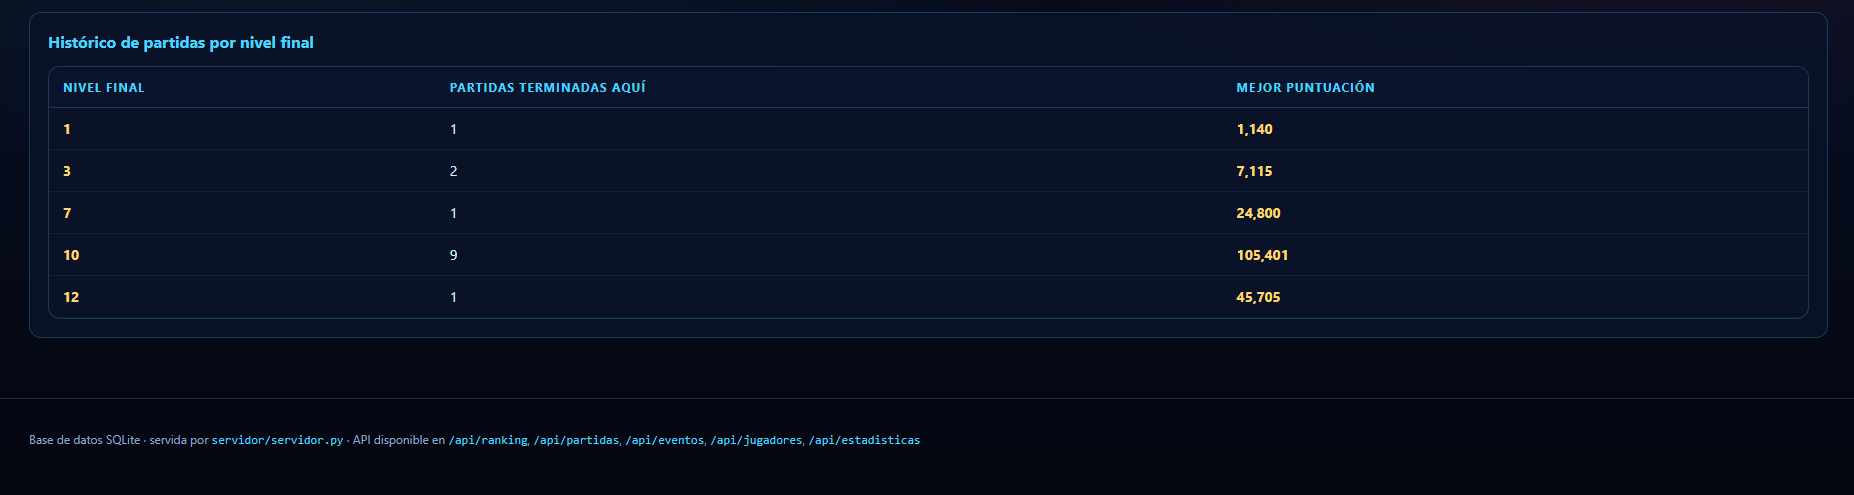 Histórico de partidas por nivel final
NIVEL FINAL PARTIDAS TERMINADAS AQUÍ MEJOR PUNTUACIÓN
1 1 1,140
3 2 7,115
7 1 24,800
10 9 105,401
12 1 45,705
Base de datos SQLite · servida por servidor/servidor.py · API disponible en /api/ranking, /api/partidas, /api/eventos, /api/jugadores, /api/estadisticas